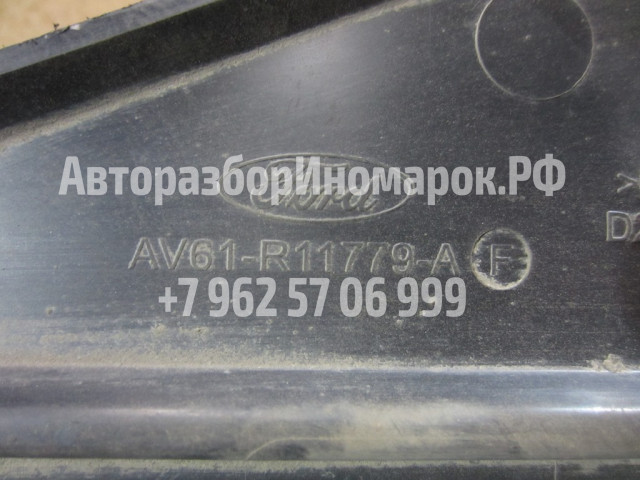 АвторазборИномарок.РФ
Ford
AV61-R11779-A F
+7 962 57 06 999